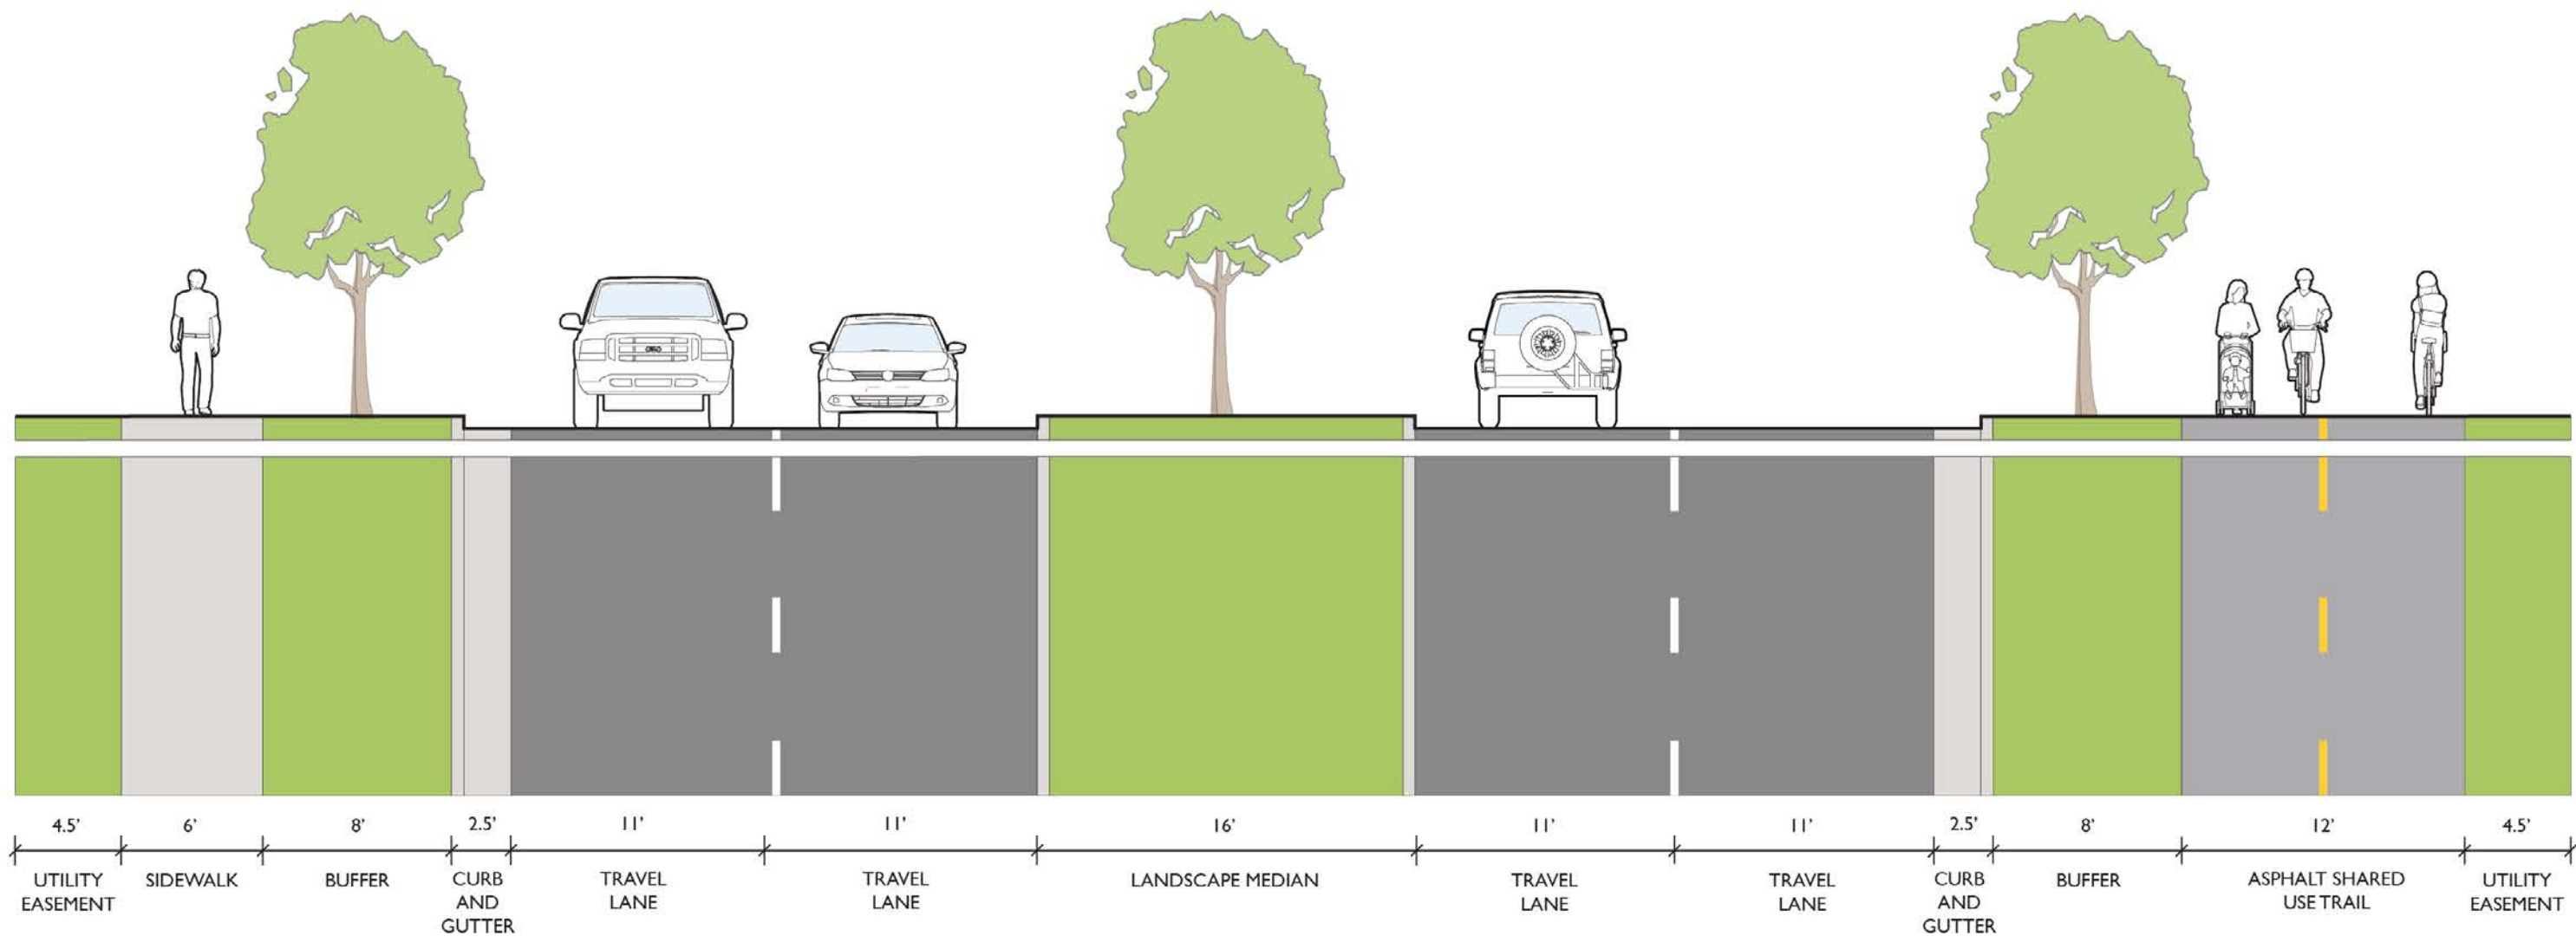 4.5’
6’
8’
2.5’
11’
11’
16’
11’
11’
2.5’
8’
12’
4.5’
UTILITY
EASEMENT
SIDEWALK
BUFFER
CURB
AND
GUTTER
TRAVEL
LANE
TRAVEL
LANE
LANDSCAPE MEDIAN
TRAVEL
LANE
TRAVEL
LANE
CURB
AND
GUTTER
BUFFER
ASPHALT SHARED
USE TRAIL
UTILITY
EASEMENT